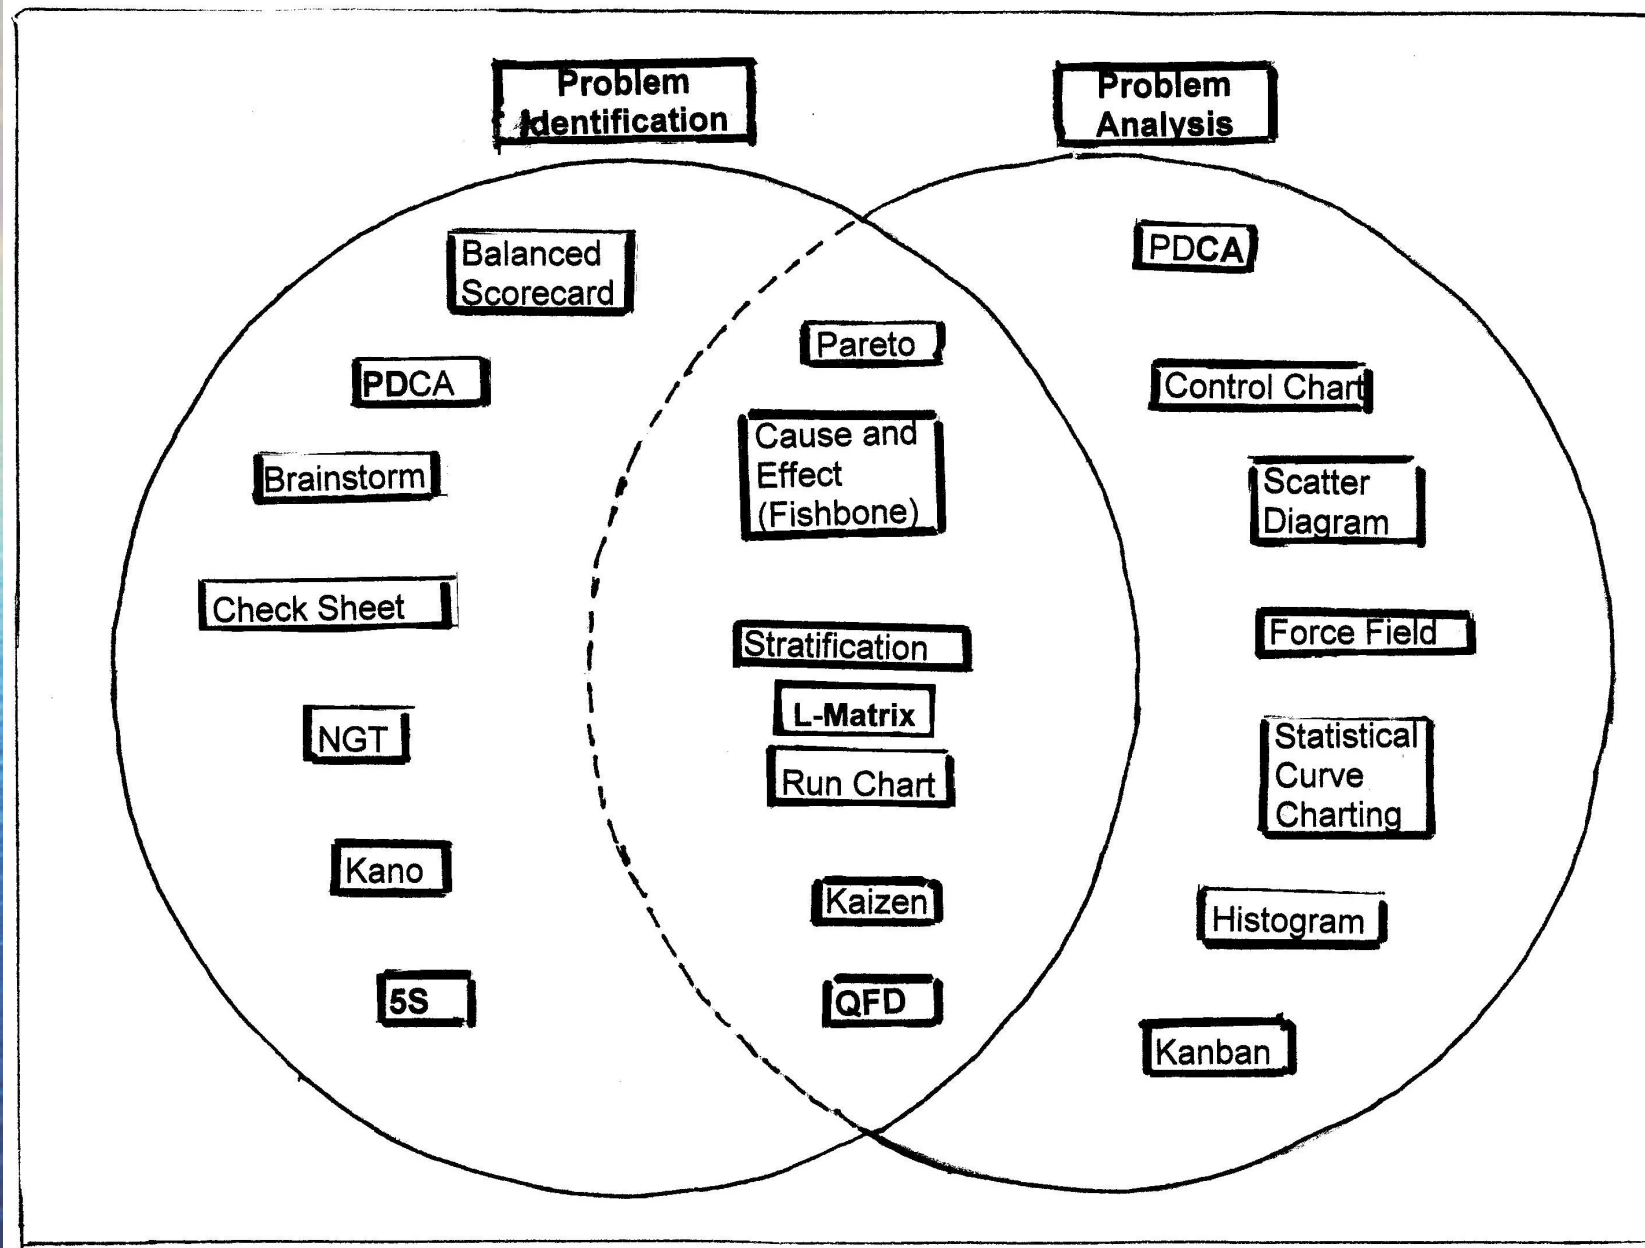 Problem
Identification
Problem
Analysis
Balanced
Scorecard
PDCA
Brainstorm
Check Sheet
NGT
Kano
5S
Pareto
Cause and
Effect
(Fishbone)
Stratification
L-Matrix
Run Chart
Kaizen
QFD
PDCA
Control Chart
Scatter
Diagram
Force Field
Statistical
Curve
Charting
Histogram
Kanban